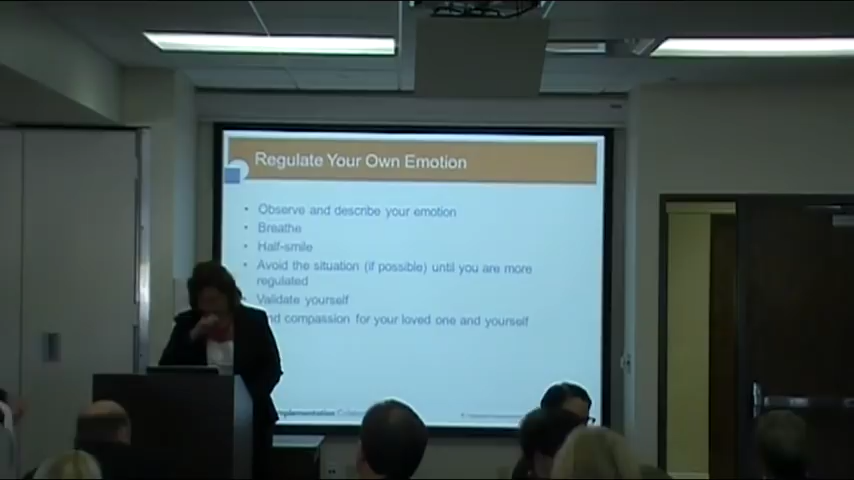 Regulate Your Own Emotion
• Observe and describe your emotion
• Breathe
• Half-smile
• Avoid the situation (if possible) until you are more
regulated
Validate yourself
compassion for your loved one and yourself